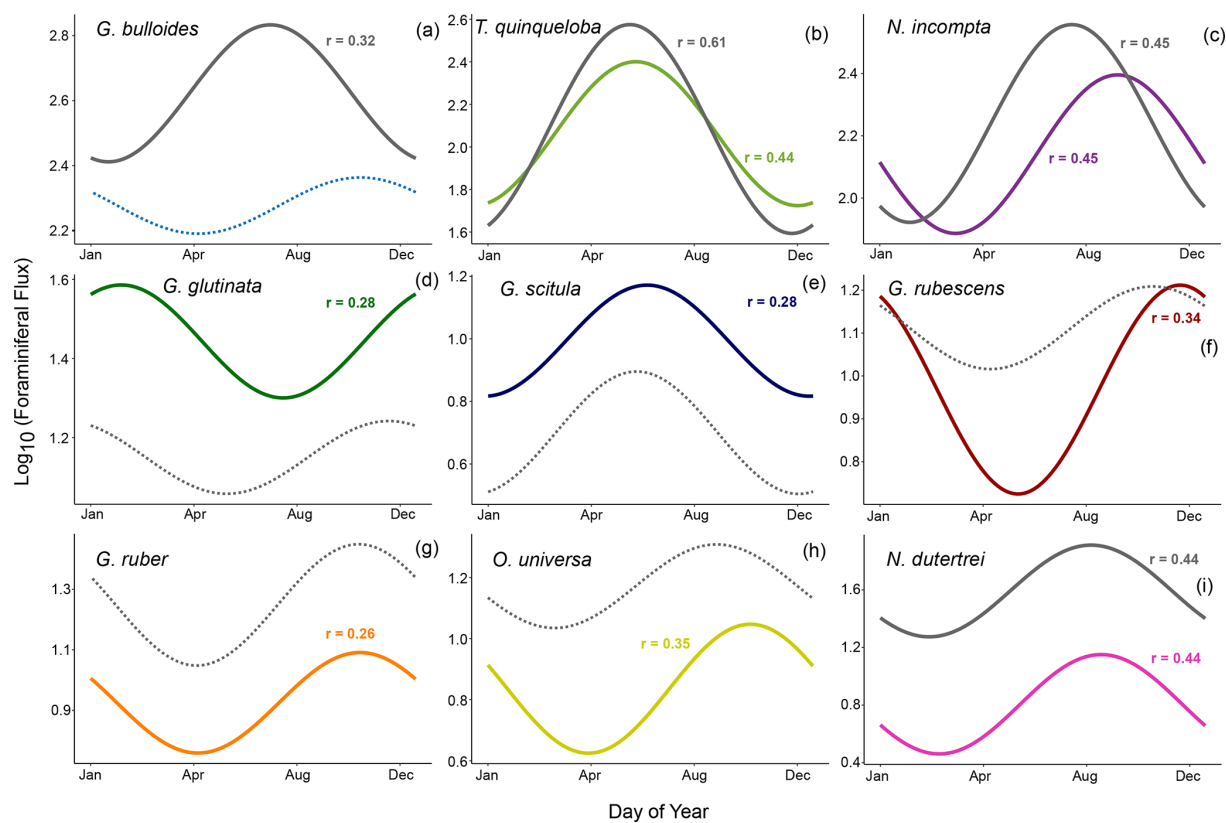 G. bulloides
(a)
r = 0.32
2.8
2.6
2.4
2.2
Jan Apr Aug Dec
T. quinqueloba
(b)
r = 0.61
r = 0.44
2.6
2.4
2.2
2.0
1.8
1.6
Jan Apr Aug Dec
N. incompta
(c)
r = 0.45
r = 0.45
2.4
2.2
2.0
Jan Apr Aug Dec
Log10 (Foraminiferal Flux)
G. glutinata
(d)
r = 0.28
1.6
1.4
1.2
Jan Apr Aug Dec
G. scitula
(e)
r = 0.28
1.2
1.0
0.8
0.6
Jan Apr Aug Dec
G. rubescens
r = 0.34
(f)
1.2
1.1
1.0
0.9
0.8
Jan Apr Aug Dec
G. ruber
(g)
r = 0.26
1.3
1.1
0.9
Jan Apr Aug Dec
O. universa
(h)
r = 0.35
1.2
1.0
0.8
0.6
Jan Apr Aug Dec
N. dutertrei
r = 0.44
(i)
r = 0.44
1.6
1.2
0.8
0.4
Jan Apr Aug Dec
Day of Year